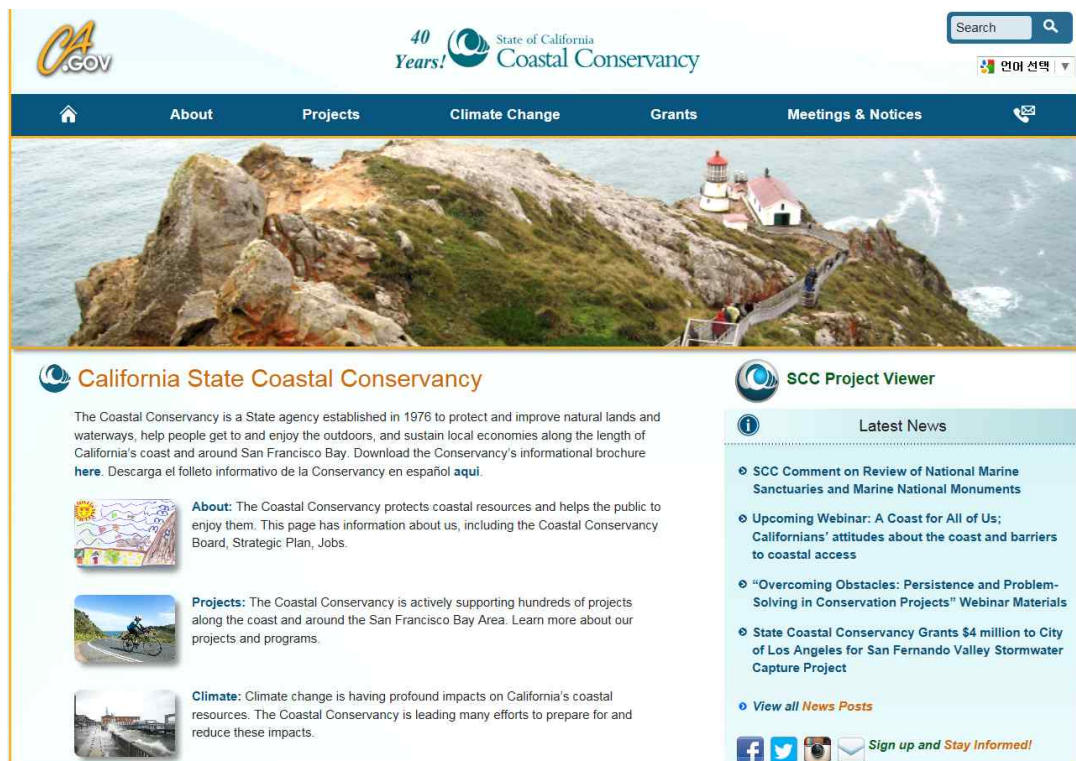 CA
.GOV
40
Years!
State of California
Coastal Conservancy
Search
언어 선택 ▼
About
Projects
Climate Change
Grants
Meetings & Notices
California State Coastal Conservancy
The Coastal Conservancy is a State agency established in 1976 to protect and improve natural lands and
waterways, help people get to and enjoy the outdoors, and sustain local economies along the length of
California's coast and around San Francisco Bay. Download the Conservancy's informational brochure
here. Descarga el folleto informativo de la Conservancy en español aqui.
About: The Coastal Conservancy protects coastal resources and helps the public to
enjoy them. This page has information about us, including the Coastal Conservancy
Board, Strategic Plan, Jobs.
Projects: The Coastal Conservancy is actively supporting hundreds of projects
along the coast and around the San Francisco Bay Area. Learn more about our
projects and programs.
Climate: Climate change is having profound impacts on California's coastal
resources. The Coastal Conservancy is leading many efforts to prepare for and
reduce these impacts.
SCC Project Viewer
Latest News
SCC Comment on Review of National Marine
Sanctuaries and Marine National Monuments
Upcoming Webinar: A Coast for All of Us;
Californians' attitudes about the coast and barriers
to coastal access
"Overcoming Obstacles: Persistence and Problem-
Solving in Conservation Projects" Webinar Materials
State Coastal Conservancy Grants $4 million to City
of Los Angeles for San Fernando Valley Stormwater
Capture Project
View all News Posts
Sign up and Stay Informed!